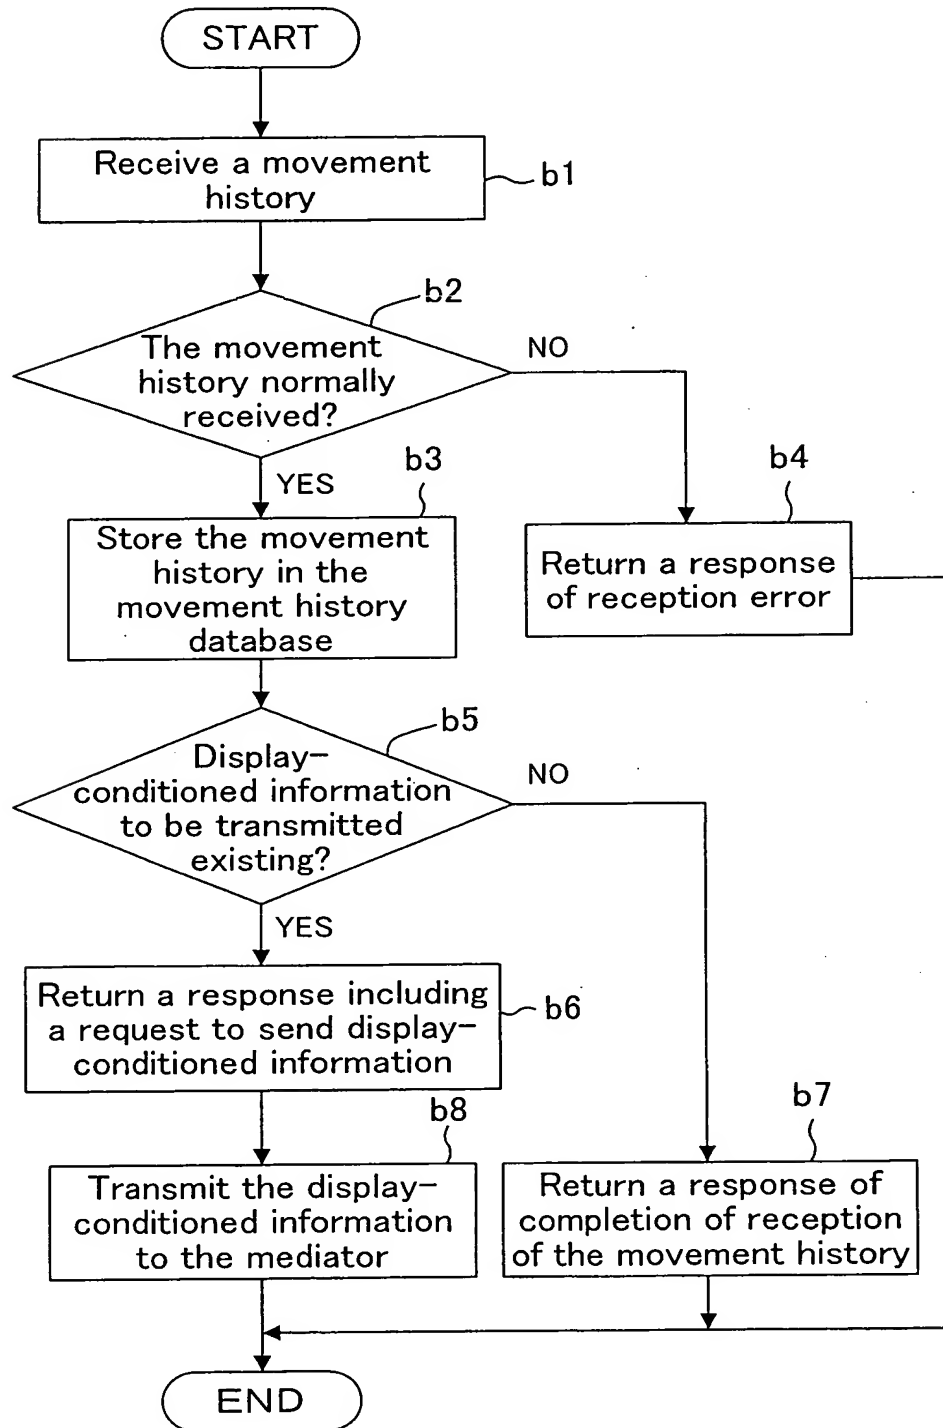 START
Receive a movement
history
b1
b2
The movement
history normally
received?
NO
YES
b3
Store the movement
history in the
movement history
database
b4
Return a response
of reception error
b5
Display-
conditioned information
to be transmitted
existing?
NO
YES
Return a response including
a request to send display-
conditioned information
b6
b8
Transmit the display-
conditioned information
to the mediator
b7
Return a response of
completion of reception
of the movement history
END